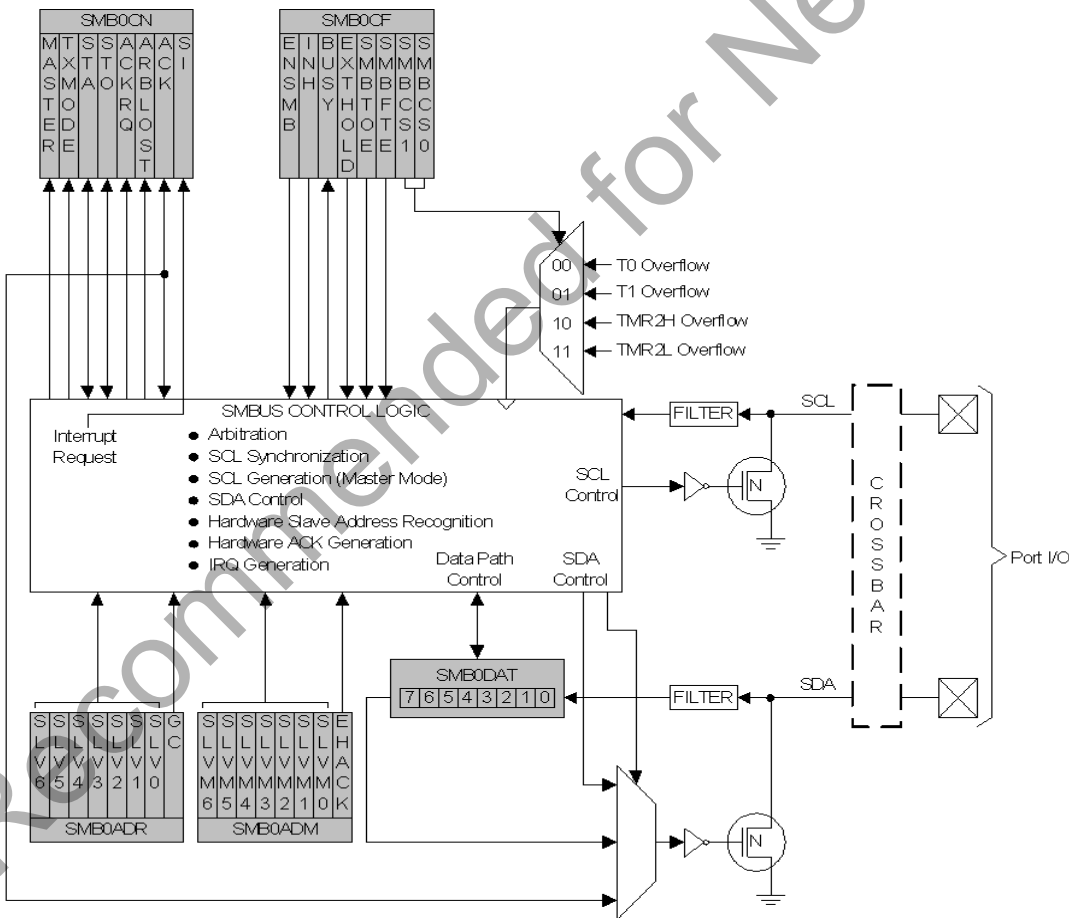 SMB0CN
MASTER
TXMODE
STA
STO
ACKRQ
ARBLOST
ACK
SI
SMB0CF
ENSMB
INH
BUSY
EXTHOLD
SMBTOE
SMBFTE
SMBCS1
SMBCS0
00
T0 Overflow
01
T1 Overflow
10
TMR2H Overflow
11
TMR2L Overflow
SMBUS CONTROL LOGIC
Interrupt
Request
● Arbitration
● SCL Synchronization
● SCL Generation (Master Mode)
● SDA Control
● Hardware Slave Address Recognition
● Hardware ACK Generation
● IRQ Generation
Data Path
Control
SDA
Control
SCL
Control
FILTER
SCL
N
CROSSBAR
Port I/O
SMB0DAT
7 6 5 4 3 2 1 0
FILTER
SDA
N
SLV6
SLV5
SLV4
SLV3
SLV2
SLV1
SLV0
GC
SMB0ADR
SLVM6
SLVM5
SLVM4
SLVM3
SLVM2
SLVM1
SLVM0
EHACK
SMB0ADM
Recommended for Ne